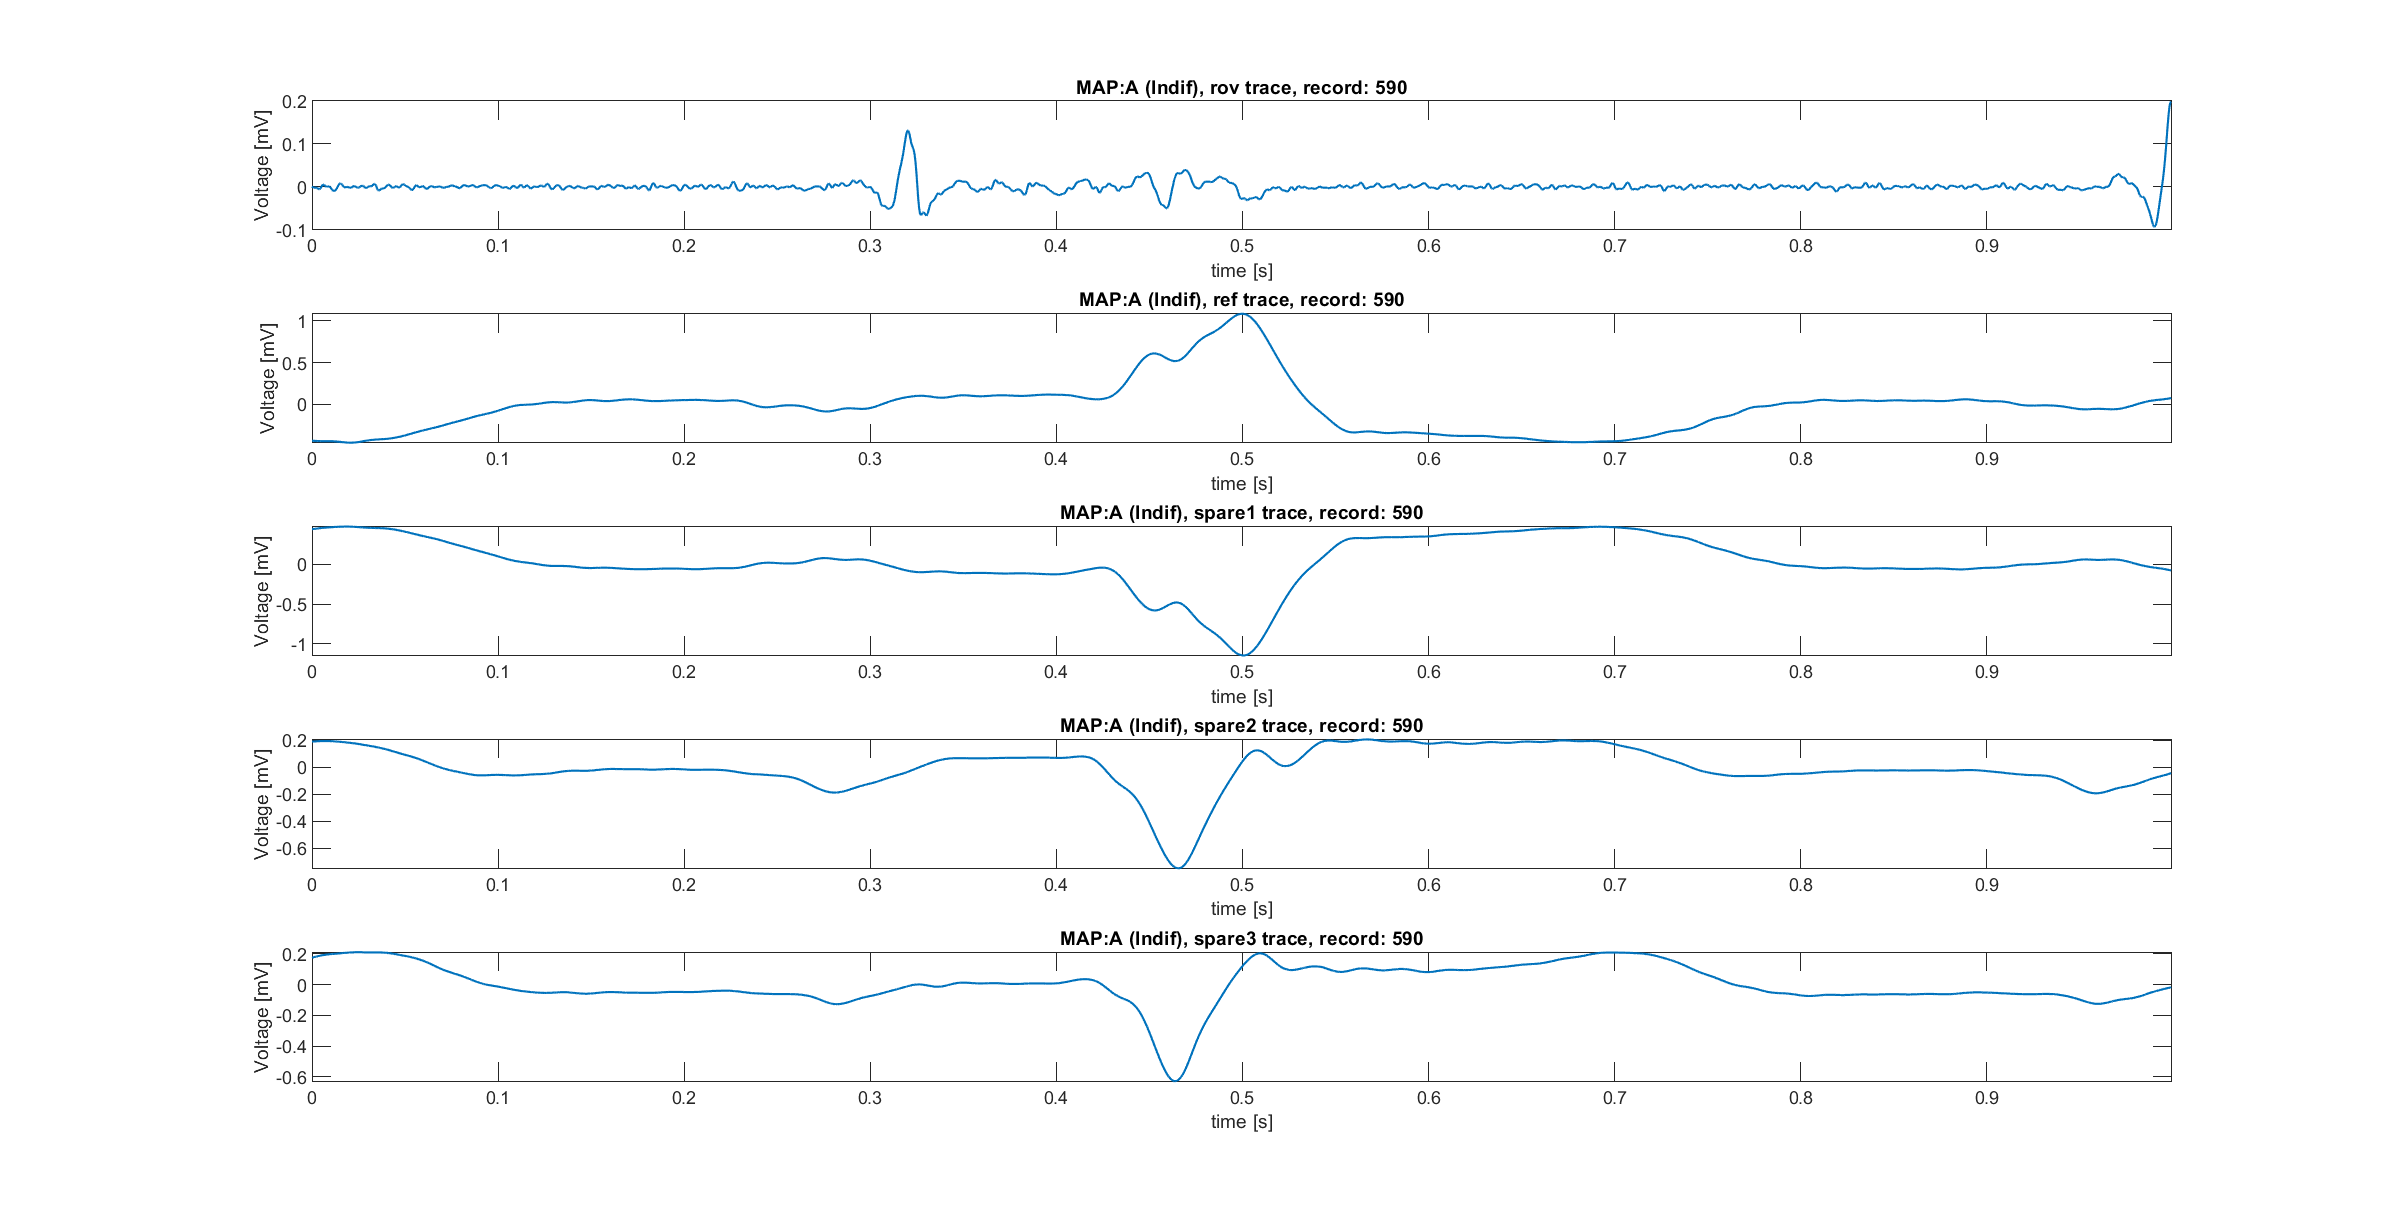 MAP:A (Indif), rov trace, record: 590
Voltage [mV]
0.2
0.1
0
-0.1
0 0.1 0.2 0.3 0.4 0.5 0.6 0.7 0.8 0.9
time [s]
MAP:A (Indif), ref trace, record: 590
Voltage [mV]
1
0.5
0
0 0.1 0.2 0.3 0.4 0.5 0.6 0.7 0.8 0.9
time [s]
MAP:A (Indif), spare1 trace, record: 590
Voltage [mV]
0
-0.5
-1
0 0.1 0.2 0.3 0.4 0.5 0.6 0.7 0.8 0.9
time [s]
MAP:A (Indif), spare2 trace, record: 590
Voltage [mV]
0.2
0
-0.2
-0.4
-0.6
0 0.1 0.2 0.3 0.4 0.5 0.6 0.7 0.8 0.9
time [s]
MAP:A (Indif), spare3 trace, record: 590
Voltage [mV]
0.2
0
-0.2
-0.4
-0.6
0 0.1 0.2 0.3 0.4 0.5 0.6 0.7 0.8 0.9
time [s]